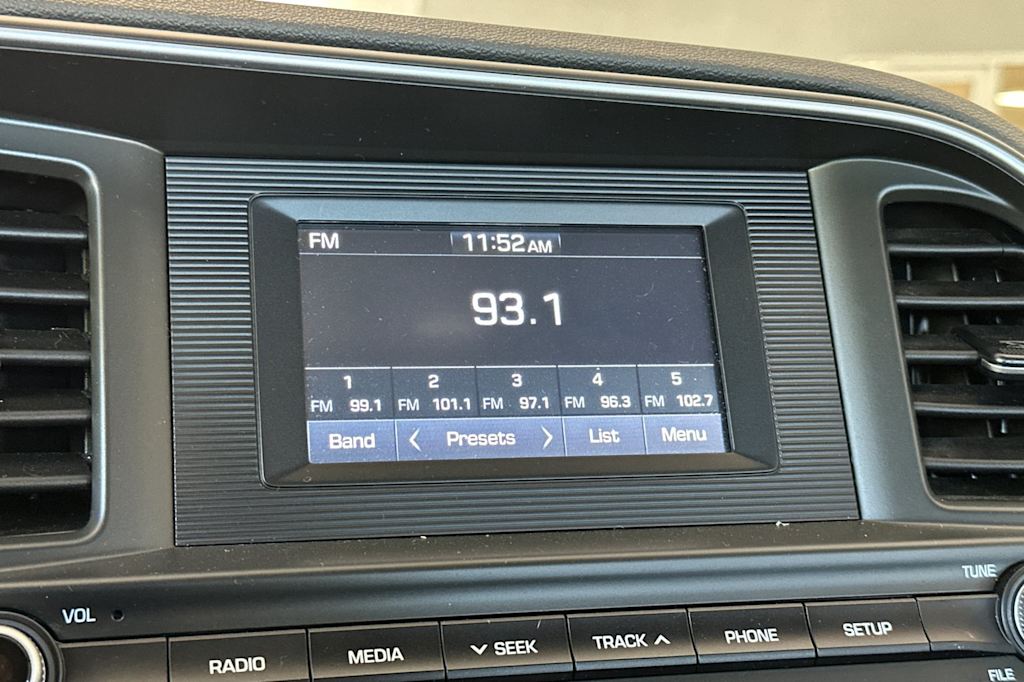 FM 11:52 AM
93.1
1 2 3 4 5
FM 99.1 FM 101.1 FM 97.1 FM 96.3 FM 102.7
Band < Presets > List Menu
TUNE
VOL
RADIO MEDIA SEEK TRACK PHONE SETUP
FILE